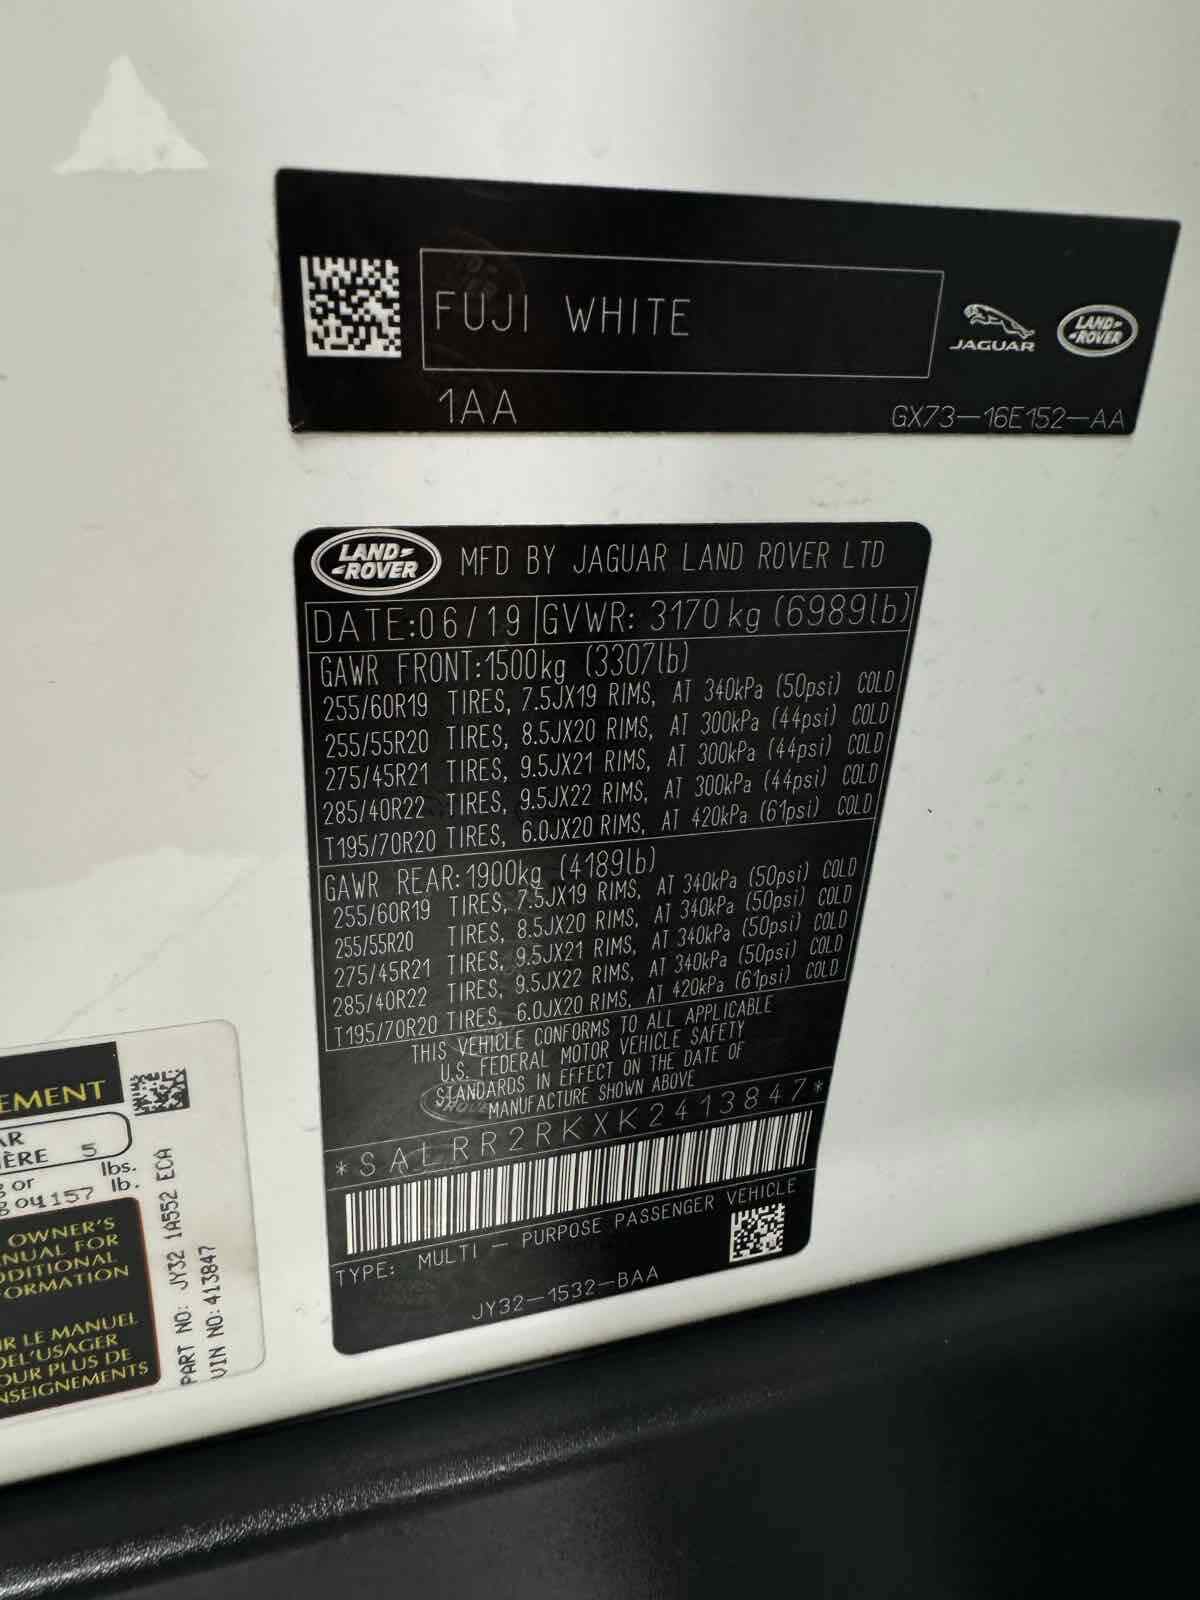 FUJI WHITE
1AA
JAGUAR
LAND ROVER
GX73-16E152-AA
LAND ROVER MFD BY JAGUAR LAND ROVER LTD
DATE:06/19 GVWR: 3170 kg (6989lb)
GAWR FRONT:1500kg (3307lb)
255/60R19 TIRES, 7.5JX19 RIMS, AT 340kPa (50psi) COLD
255/55R20 TIRES, 8.5JX20 RIMS, AT 300kPa (44psi) COLD
275/45R21 TIRES, 9.5JX21 RIMS, AT 300kPa (44psi) COLD
285/40R22 TIRES, 9.5JX22 RIMS, AT 300kPa (44psi) COLD
T195/70R20 TIRES, 6.0JX20 RIMS, AT 420kPa (61psi) COLD
GAWR REAR:1900kg (4189lb)
255/60R19 TIRES, 7.5JX19 RIMS, AT 340kPa (50psi) COLD
255/55R20 TIRES, 8.5JX20 RIMS, AT 340kPa (50psi) COLD
275/45R21 TIRES, 9.5JX21 RIMS, AT 340kPa (50psi) COLD
285/40R22 TIRES, 9.5JX22 RIMS, AT 340kPa (50psi) COLD
T195/70R20 TIRES, 6.0JX20 RIMS, AT 420kPa (61psi) COLD
THIS VEHICLE CONFORMS TO ALL APPLICABLE
U.S. FEDERAL MOTOR VEHICLE SAFETY
STANDARDS IN EFFECT ON THE DATE OF
MANUFACTURE SHOWN ABOVE
*SALRR2RKXK2413847*
TYPE: MULTI - PURPOSE PASSENGER VEHICLE
JY32-1532-BAA
EMENT
AR
IÈRE 5
or lbs.
04157 lb.
OWNER'S
NUAL FOR
DDITIONAL
FORMATION
IR LE MANUEL
DEL'USAGER
OUR PLUS DE
NSEIGNEMENTS
PART NO: JY32 1A552 ECA
VIN NO:413847